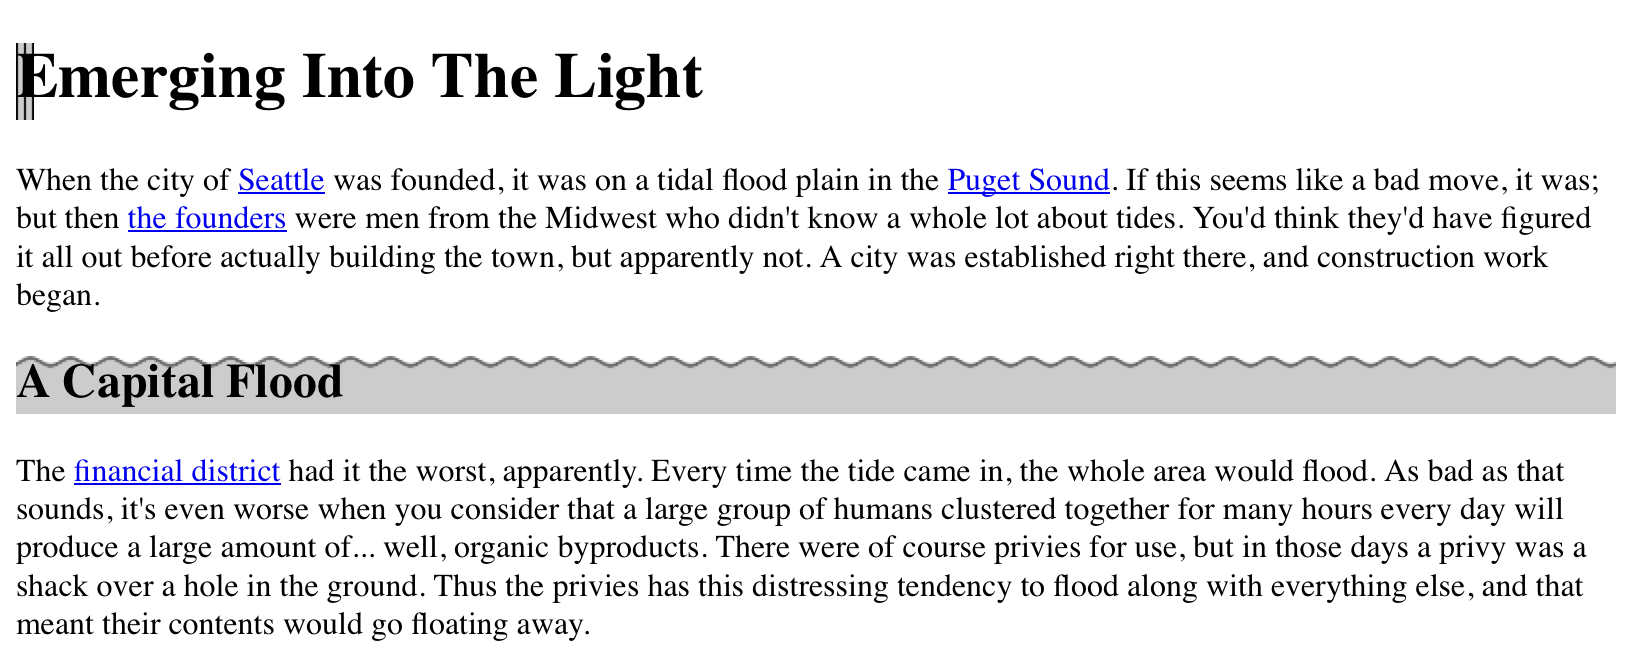 Emerging Into The Light
When the city of Seattle was founded, it was on a tidal flood plain in the Puget Sound. If this seems like a bad move, it was;
but then the founders were men from the Midwest who didn't know a whole lot about tides. You'd think they'd have figured
it all out before actually building the town, but apparently not. A city was established right there, and construction work
began.
A Capital Flood
The financial district had it the worst, apparently. Every time the tide came in, the whole area would flood. As bad as that
sounds, it's even worse when you consider that a large group of humans clustered together for many hours every day will
produce a large amount of... well, organic byproducts. There were of course privies for use, but in those days a privy was a
shack over a hole in the ground. Thus the privies has this distressing tendency to flood along with everything else, and that
meant their contents would go floating away.